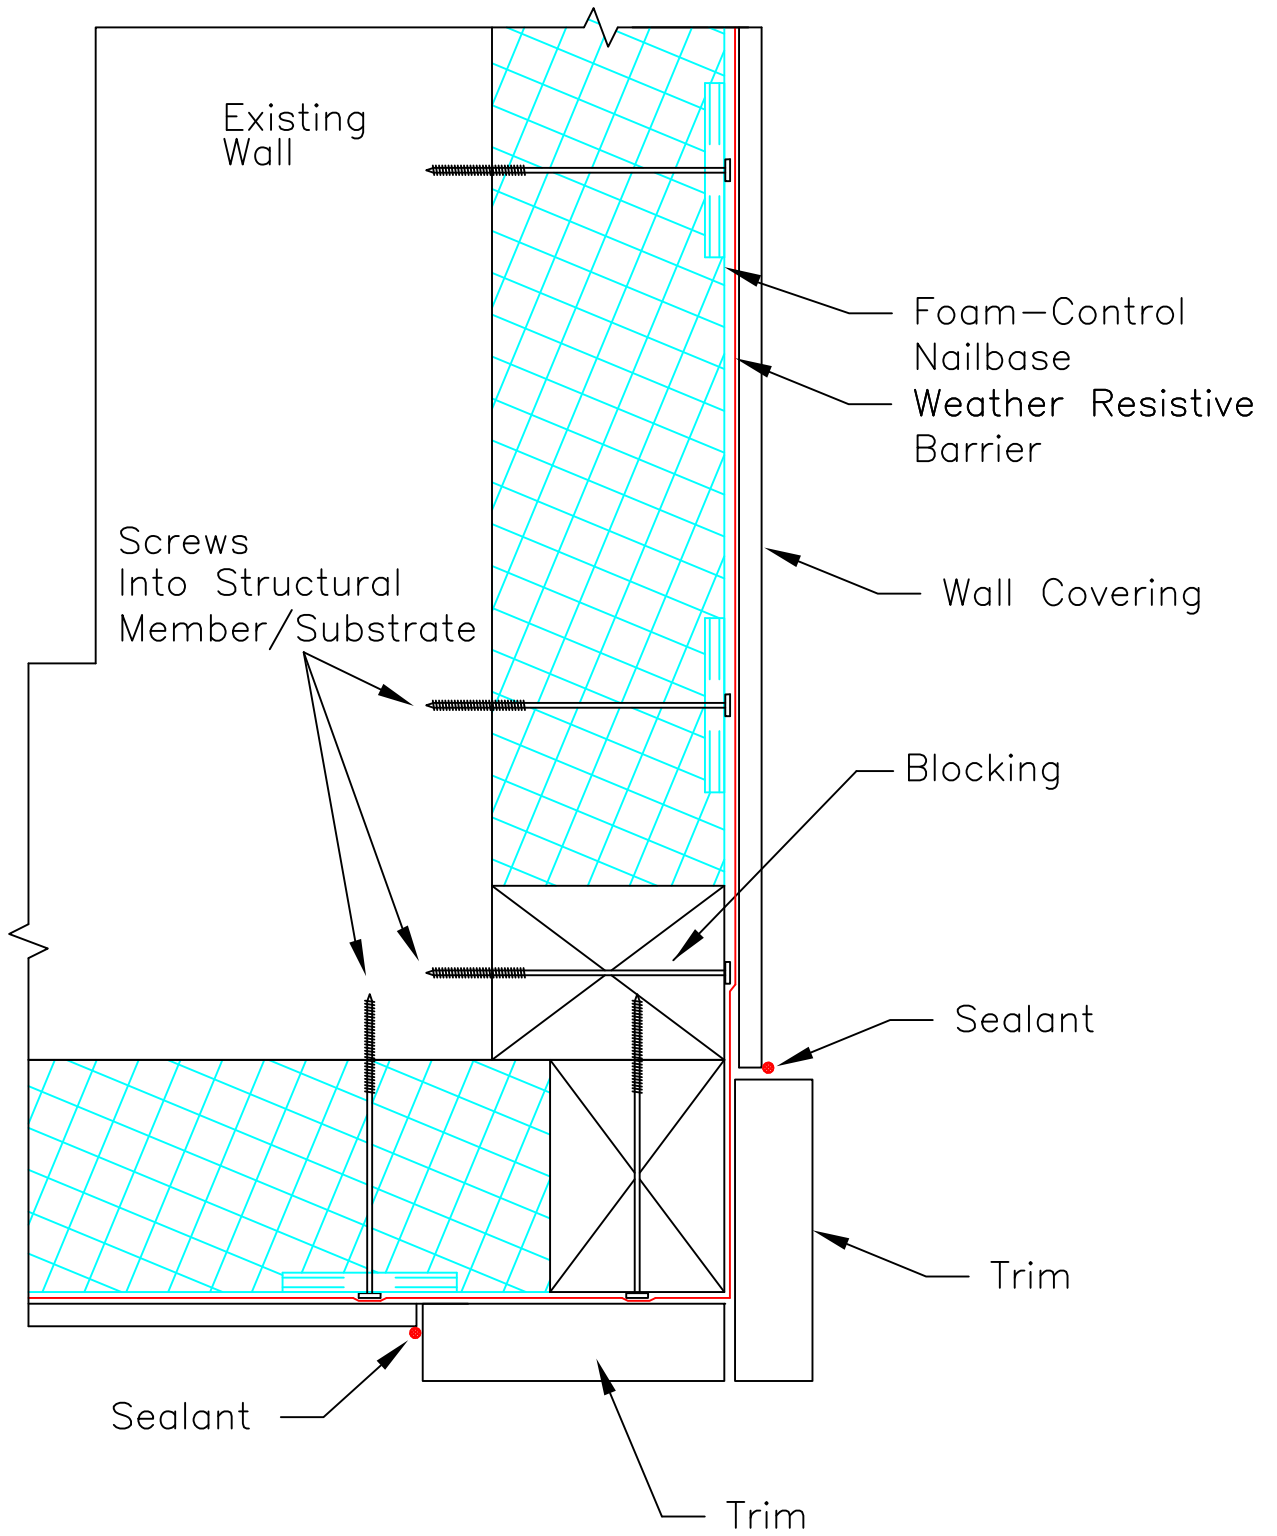 Existing
Wall
Foam-Control
Nailbase
Weather Resistive
Barrier
Screws
Into Structural
Member/Substrate
Wall Covering
Blocking
Sealant
Trim
Sealant
Trim